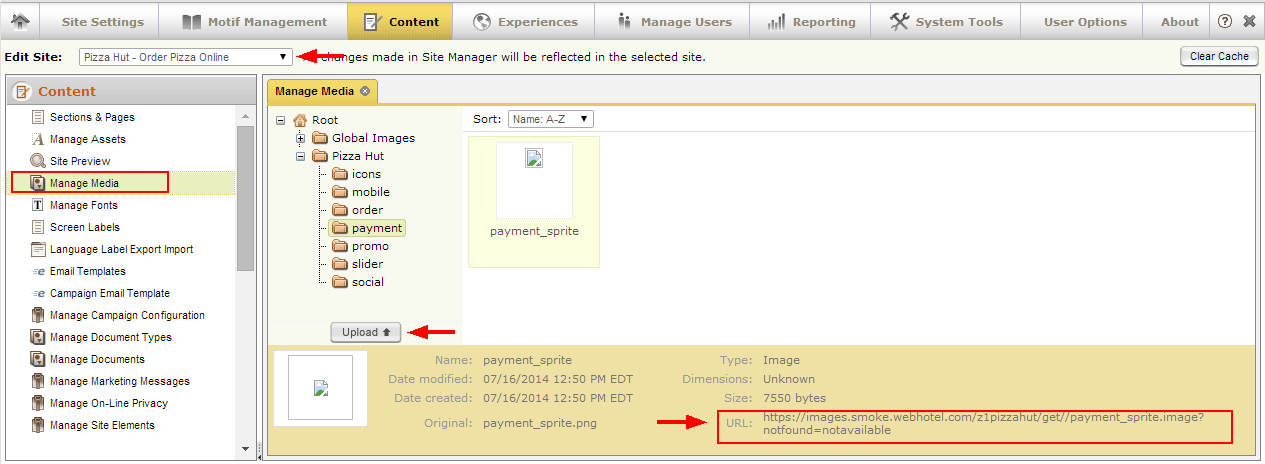 Site Settings Motif Management Content Experiences Manage Users Reporting System Tools User Options About ?
Edit Site: Pizza Hut - Order Pizza Online changes made in Site Manager will be reflected in the selected site. Clear Cache
Content
Sections & Pages
Manage Assets
Site Preview
Manage Media
Manage Fonts
Screen Labels
Language Label Export Import
Email Templates
Campaign Email Template
Manage Campaign Configuration
Manage Document Types
Manage Documents
Manage Marketing Messages
Manage On-Line Privacy
Manage Site Elements
Manage Media
Root
Global Images
Pizza Hut
icons
mobile
order
payment
promo
slider
social
Upload
Sort: Name: A-Z
payment_sprite
Name: payment_sprite
Date modified: 07/16/2014 12:50 PM EDT
Date created: 07/16/2014 12:50 PM EDT
Original: payment_sprite.png
Type: Image
Dimensions: Unknown
Size: 7550 bytes
URL: https://images.smoke.webhotel.com/z1pizzahut/get//payment_sprite.image?
notfound=notavailable